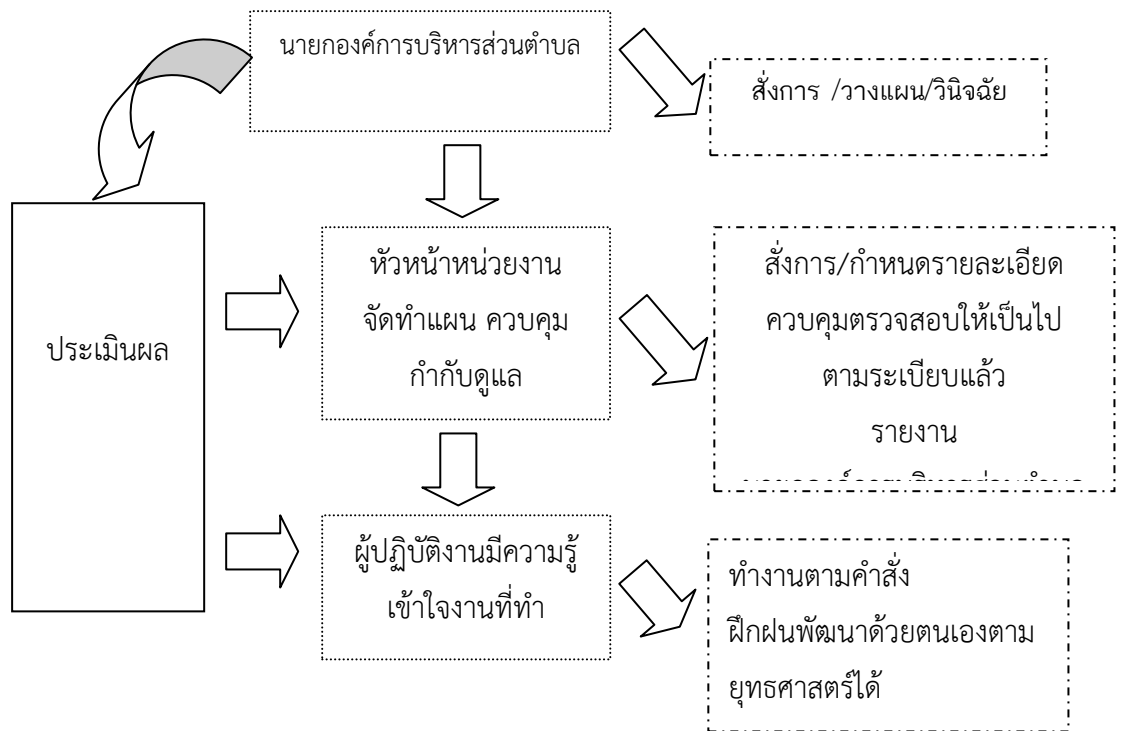 นายกองค์การบริหารส่วนตำบล
สั่งการ /วางแผน/วินิจฉัย
ประเมินผล
หัวหน้าหน่วยงาน
จัดทำแผน ควบคุม
กำกับดูแล
สั่งการ/กำหนดรายละเอียด
ควบคุมตรวจสอบให้เป็นไป
ตามระเบียบแล้ว
รายงาน
ผู้ปฏิบัติงานมีความรู้
เข้าใจงานที่ทำ
ทำงานตามคำสั่ง
ฝึกฝนพัฒนาด้วยตนเองตาม
ยุทธศาสตร์ได้